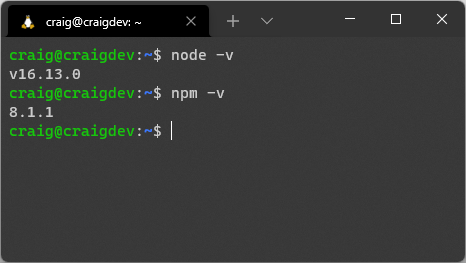 craig@craigdev: ~
craig@craigdev:~$ node -v
v16.13.0
craig@craigdev:~$ npm -v
8.1.1
craig@craigdev:~$